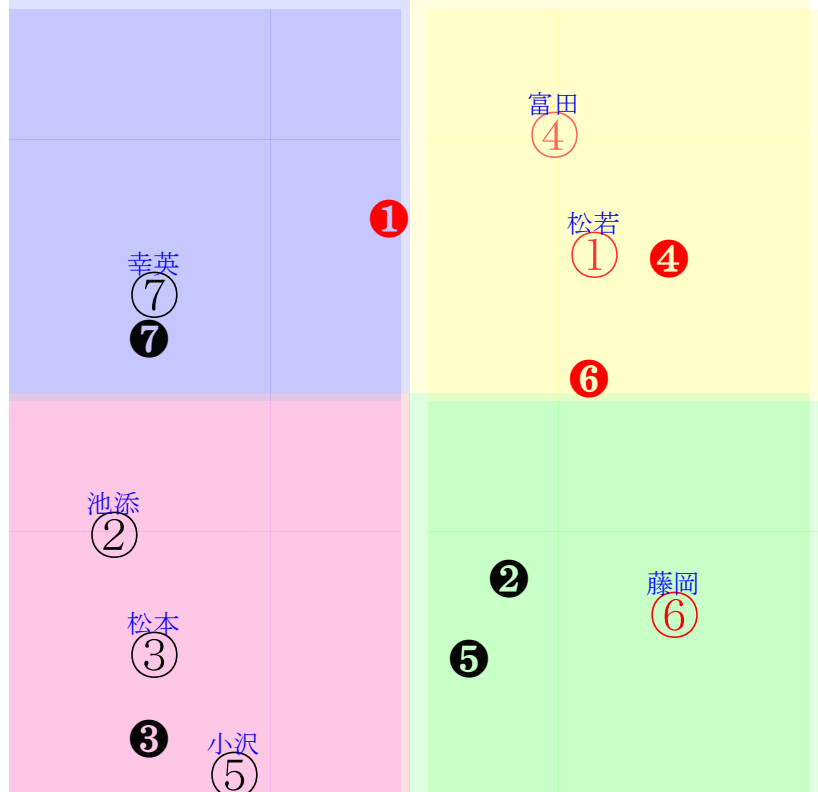 富田
④
❶
松若
①
❹
幸英
⑦
❼
❻
池添
②
❷
藤岡
⑥
松本
③
❺
❸
小沢
⑤